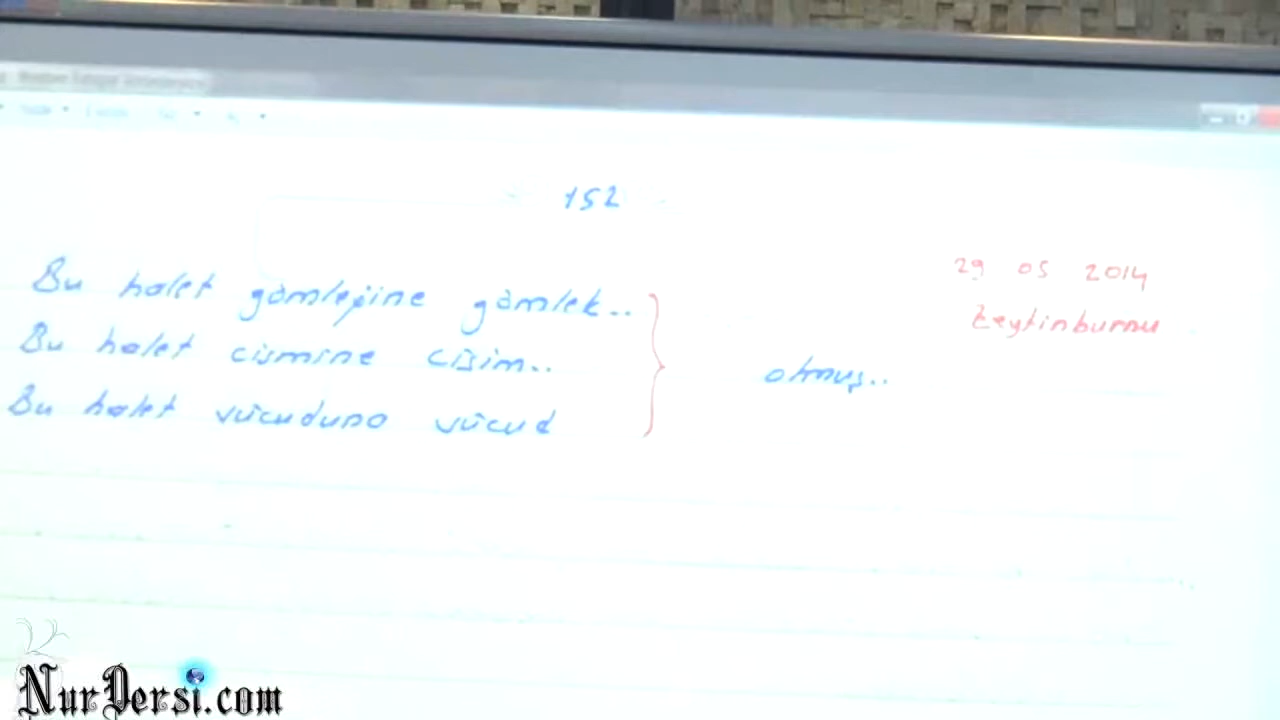 152
29 05 2014
Zeytinburnu
Bu halet gömleğine gömlek..
Bu halet cismine cisim..
Bu halet vücuduna vücud
olmuş..
NurDersi.com